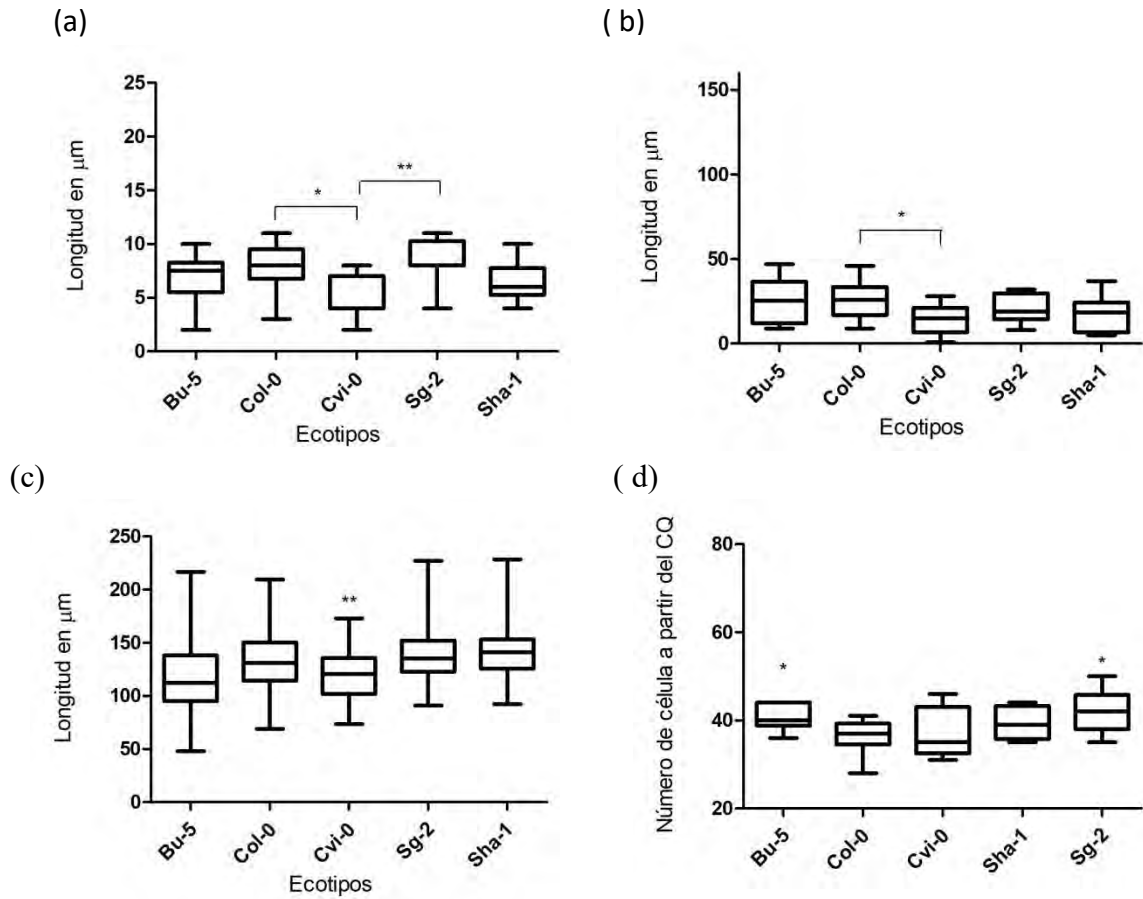 (a)
Longitud en µm
25
20
15
10
5
0
*
**
Bu-5
Col-0
Cvi-0
Sg-2
Sha-1
Ecotipos
( b)
Longitud en µm
150
100
50
0
*
Bu-5
Col-0
Cvi-0
Sg-2
Sha-1
Ecotipos
(c)
Longitud en µm
250
200
150
100
50
0
**
Bu-5
Col-0
Cvi-0
Sg-2
Sha-1
Ecotipos
( d)
Número de célula a partir del CQ
80
60
40
20
*
*
Bu-5
Col-0
Cvi-0
Sha-1
Sg-2